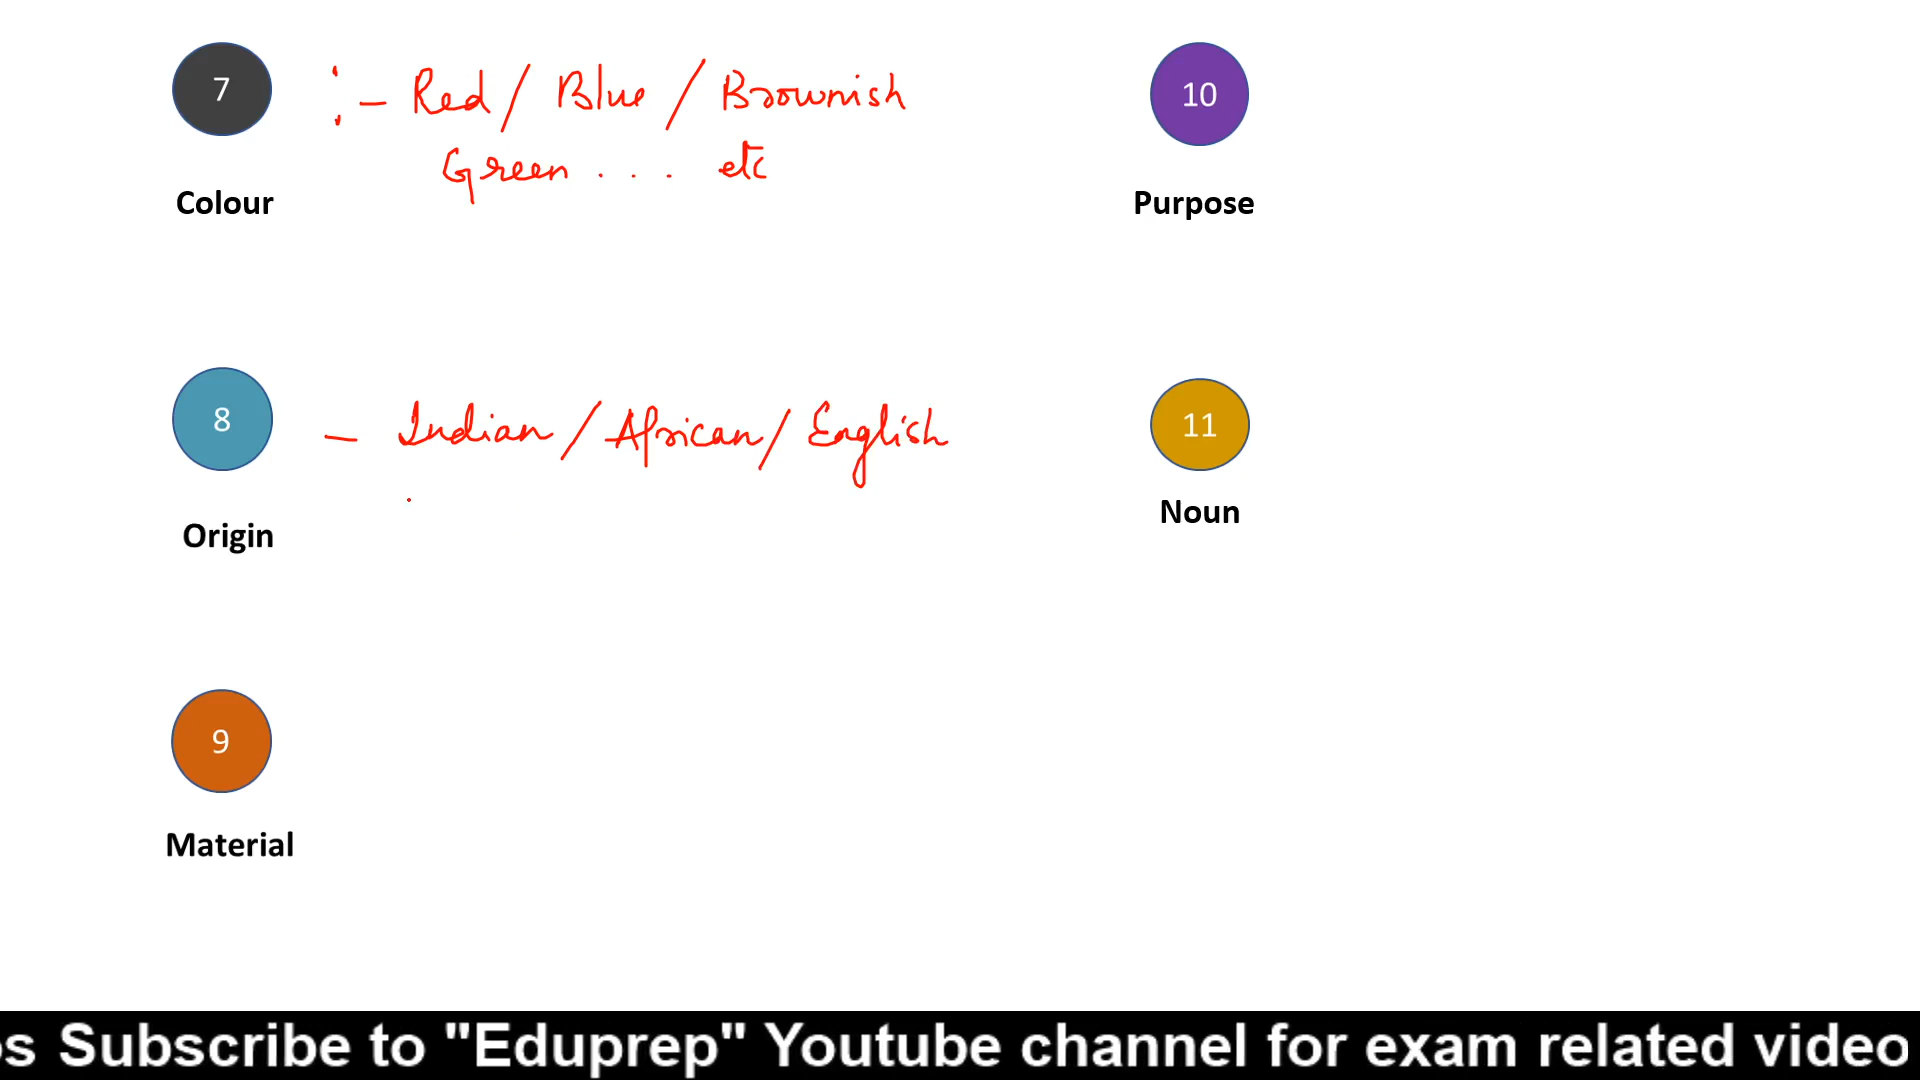 7 :- Red / Blue / Brownish
Green . . . etc
Colour
8 - Indian / African / English
Origin
9
Material
10
Purpose
11
Noun
os Subscribe to "Eduprep" Youtube channel for exam related video